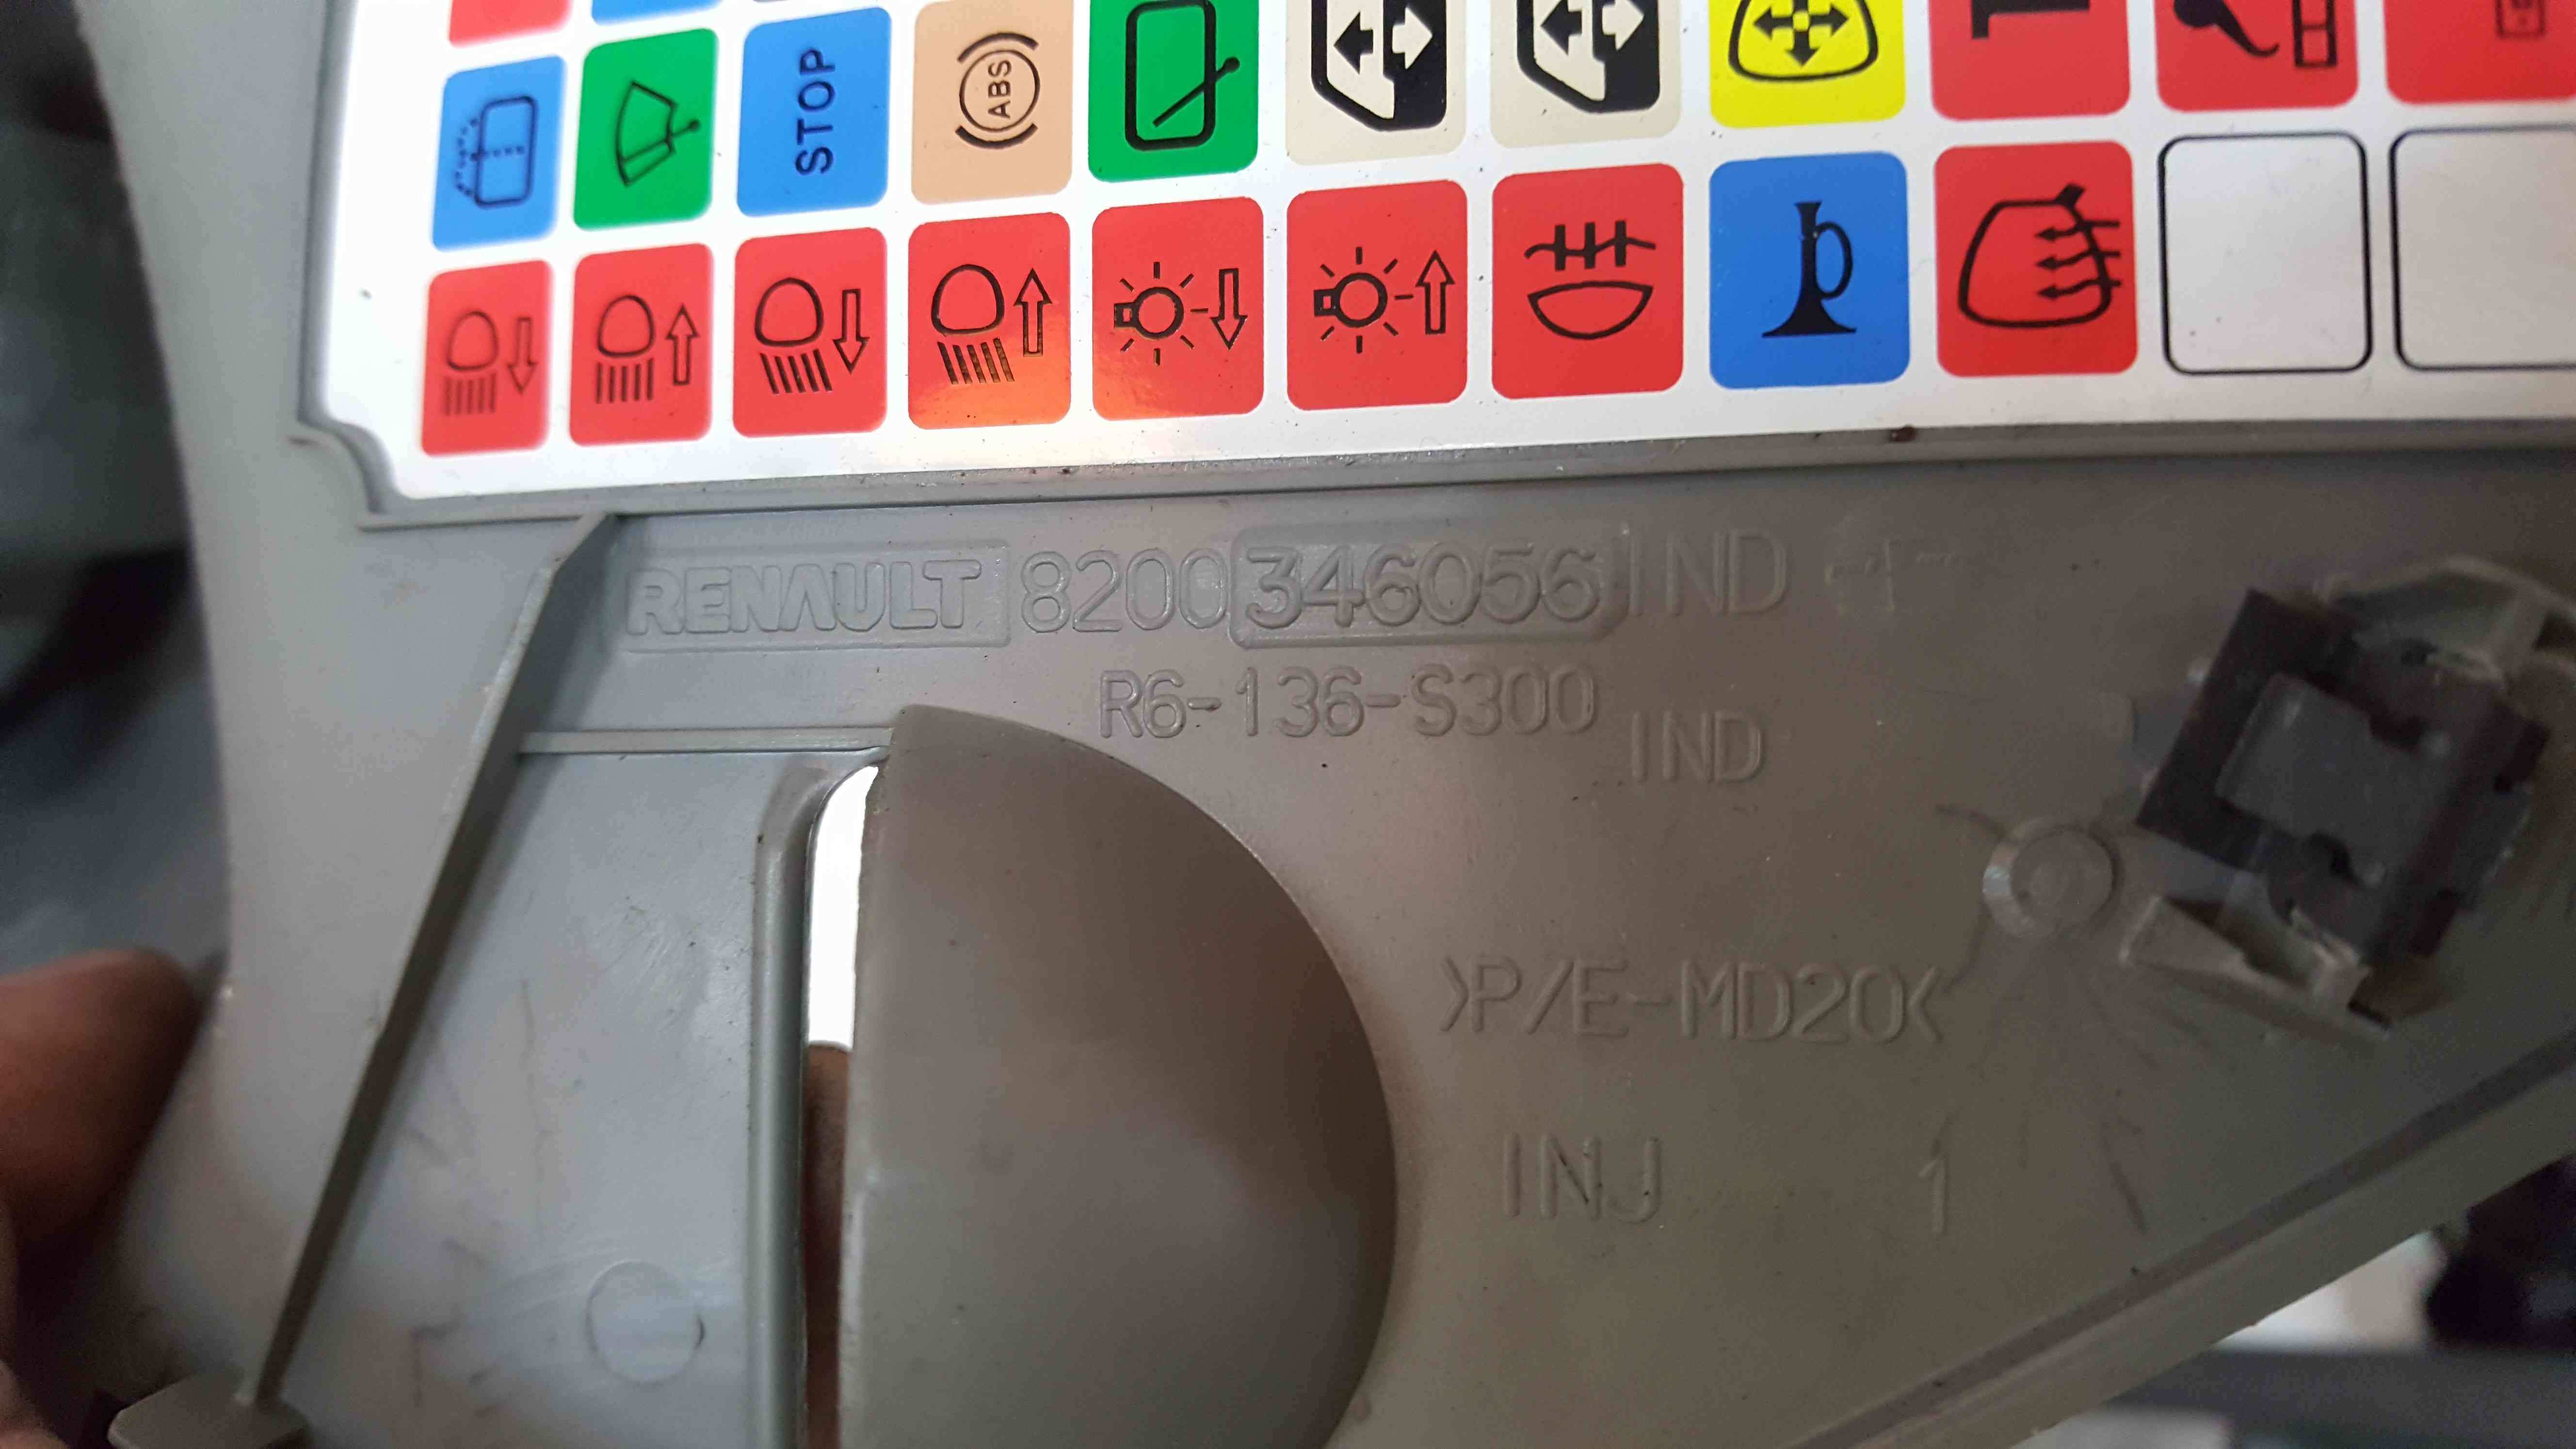 STOP
ABS
RENAULT 8200346056 IND
R6-136-S300
IND
>P/E-MD20<
INJ 1